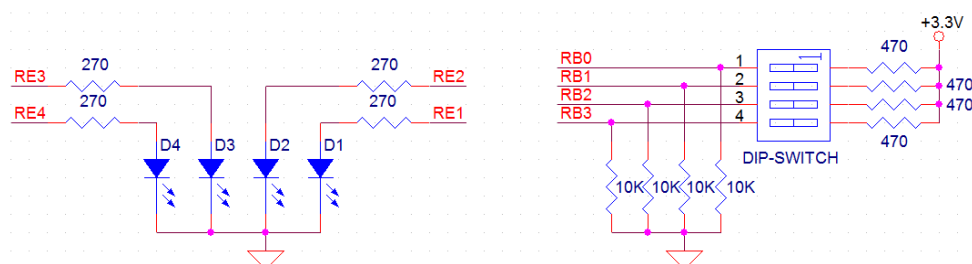 270
RE3
270
RE4
270
RE2
270
RE1
D4 D3 D2 D1
+3.3V
RB0
RB1
RB2
RB3
1
2
3
4
1
470
470
470
470
DIP-SWITCH
10K 10K 10K 10K